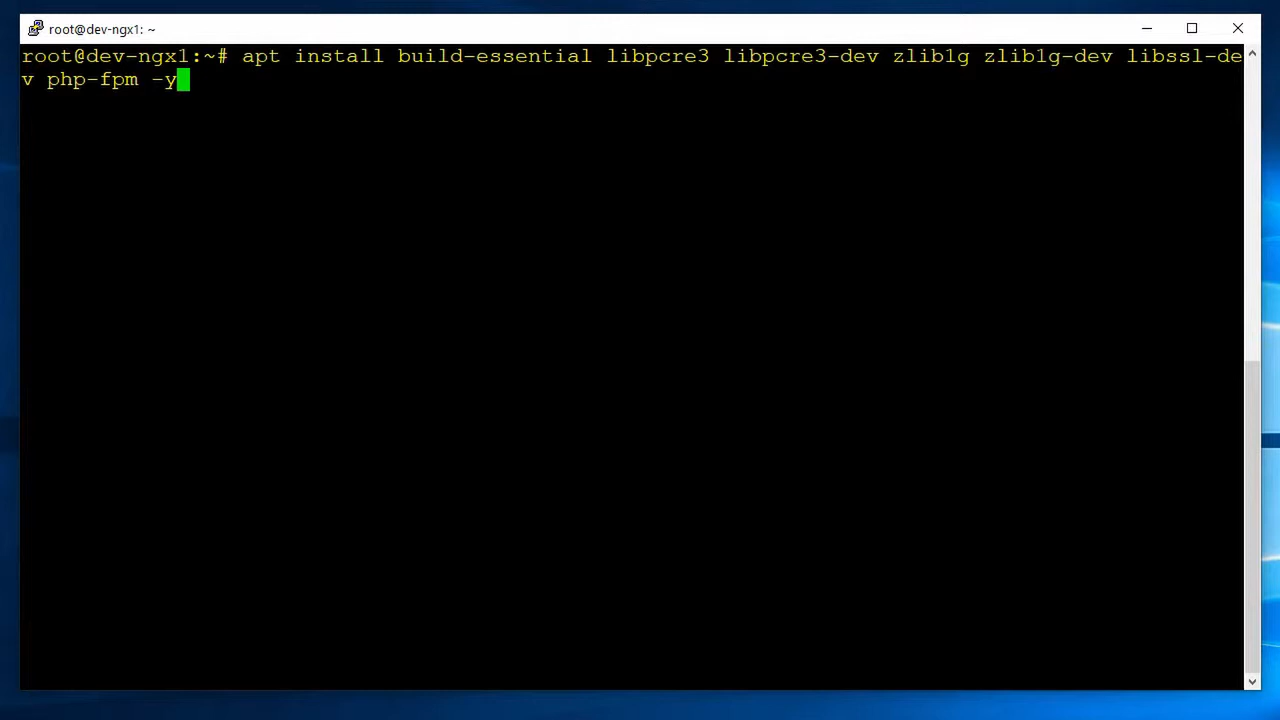 root@dev-ngx1: ~
root@dev-ngx1:~# apt install build-essential libpcre3 libpcre3-dev zlib1g zlib1g-dev libssl-de
v php-fpm -y